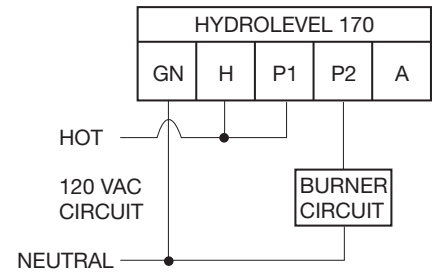 HYDROLEVEL 170
GN H P1 P2 A
HOT
120 VAC
CIRCUIT
BURNER
CIRCUIT
NEUTRAL